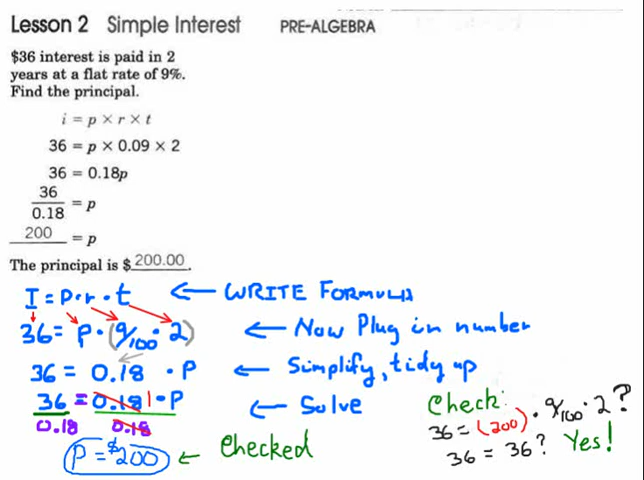 Lesson 2 Simple Interest PRE-ALGEBRA
$36 interest is paid in 2
years at a flat rate of 9%.
Find the principal.
i = p × r × t
36 = p × 0.09 × 2
36 = 0.18p
36/0.18 = p
200 = p
The principal is $ 200.00.
I = P·r·t ← WRITE FORMULA
36 = P·(9/100·2) ← Now Plug in number
36 = 0.18 · P ← Simplify, tidy up
36/0.18 = 0.18/0.18 1·P ← Solve
P = $200 ← Checked
Check:
36 = (200) · 9/100 · 2?
36 = 36? Yes!